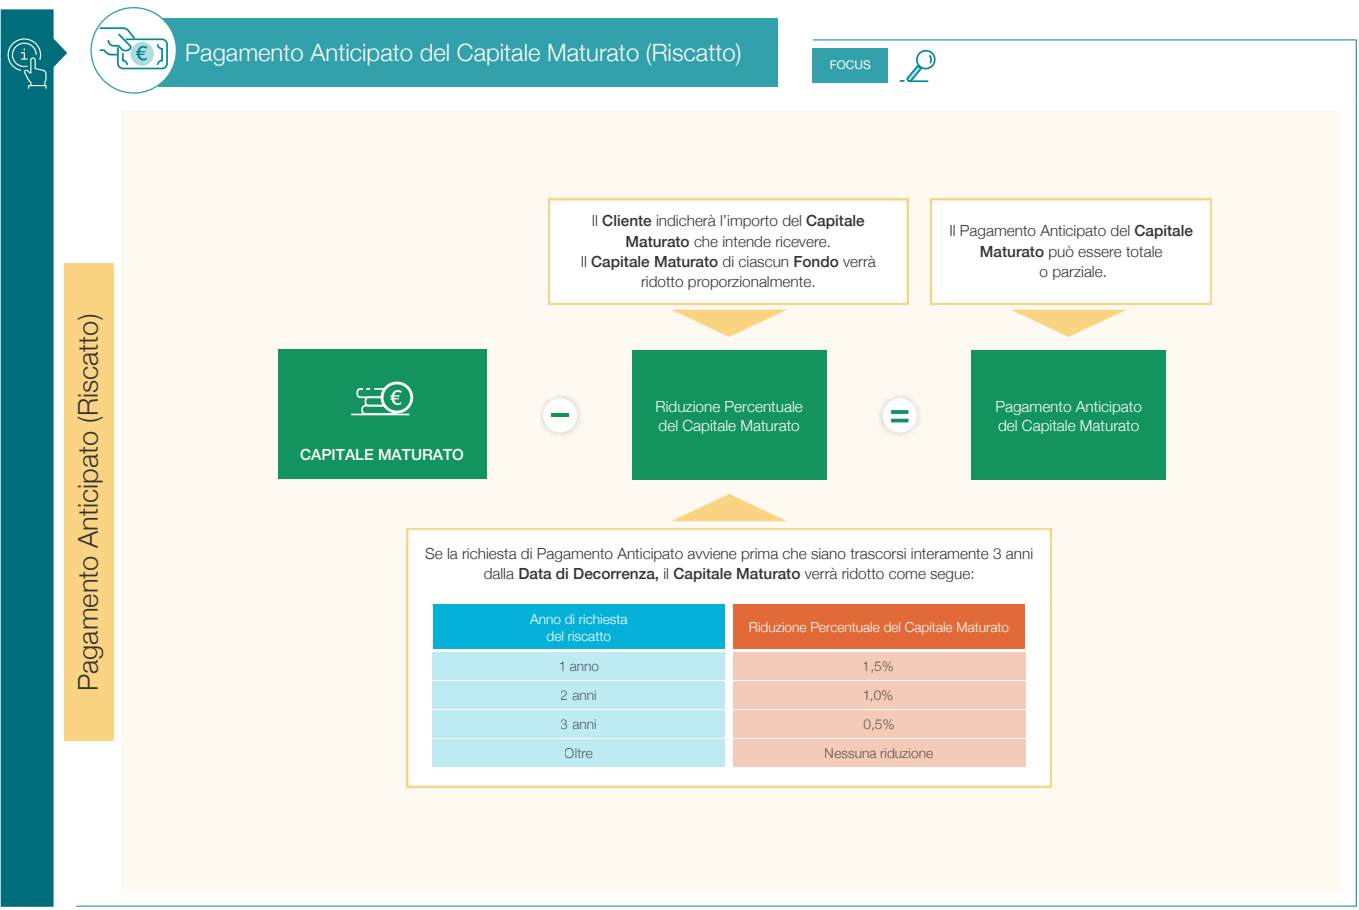 Pagamento Anticipato del Capitale Maturato (Riscatto)
FOCUS
Pagamento Anticipato (Riscatto)
Il Cliente indicherà l'importo del Capitale
Maturato che intende ricevere.
Il Capitale Maturato di ciascun Fondo verrà
ridotto proporzionalmente.
Il Pagamento Anticipato del Capitale
Maturato può essere totale
o parziale.
€
CAPITALE MATURATO
−
Riduzione Percentuale
del Capitale Maturato
=
Pagamento Anticipato
del Capitale Maturato
Se la richiesta di Pagamento Anticipato avviene prima che siano trascorsi interamente 3 anni
dalla Data di Decorrenza, il Capitale Maturato verrà ridotto come segue:
Anno di richiesta
del riscatto
Riduzione Percentuale del Capitale Maturato
1 anno
1,5%
2 anni
1,0%
3 anni
0,5%
Oltre
Nessuna riduzione